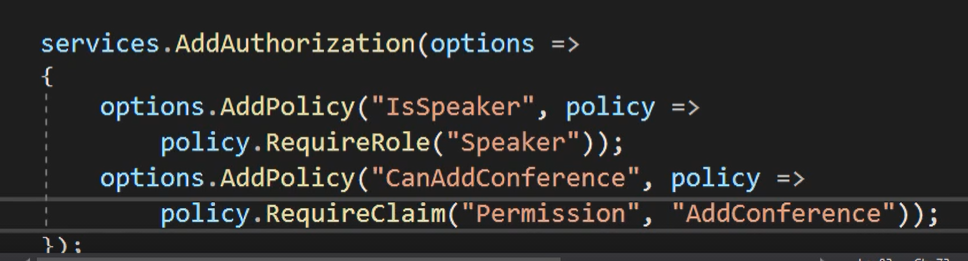 services.AddAuthorization(options =>
{
options.AddPolicy("IsSpeaker", policy =>
policy.RequireRole("Speaker"));
options.AddPolicy("CanAddConference", policy =>
policy.RequireClaim("Permission", "AddConference"));
});